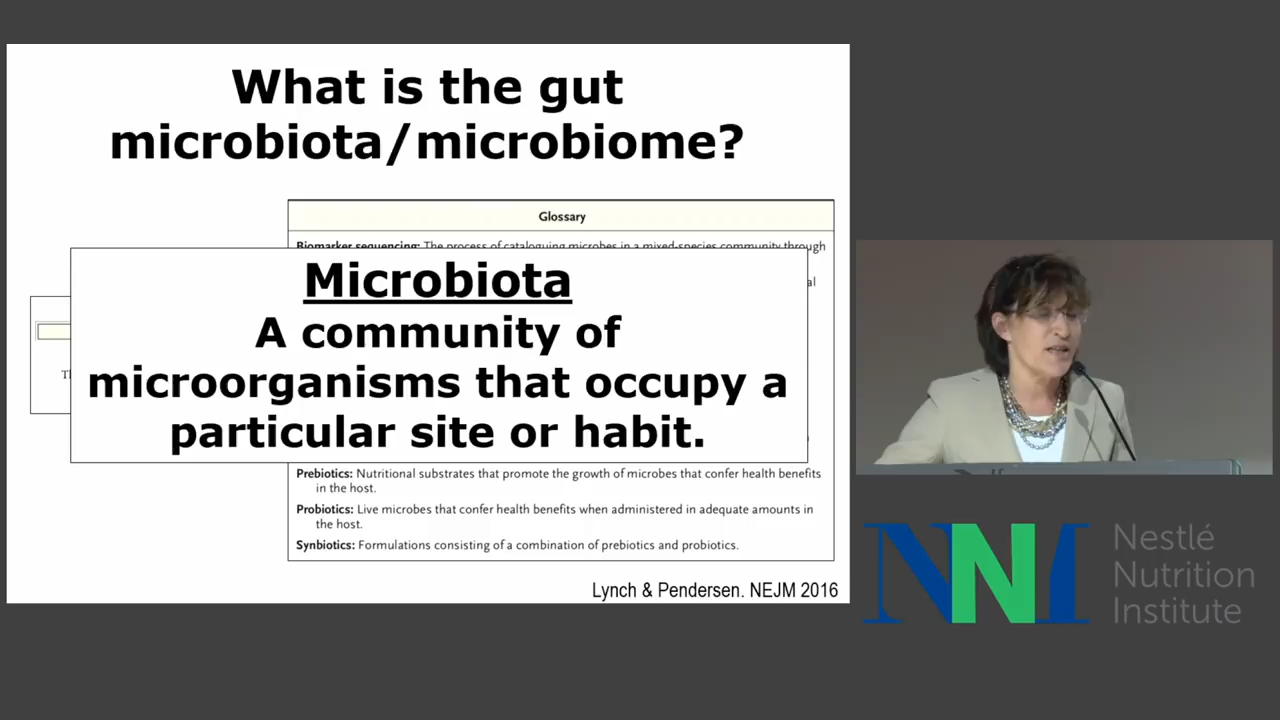 What is the gut
microbiota/microbiome?
Glossary
Biomarker sequencing: The process of cataloguing microbes in a mixed-species community through
Microbiota
A community of
microorganisms that occupy a
particular site or habit.
Prebiotics: Nutritional substrates that promote the growth of microbes that confer health benefits
in the host.
Probiotics: Live microbes that confer health benefits when administered in adequate amounts in
the host.
Synbiotics: Formulations consisting of a combination of prebiotics and probiotics.
Lynch & Pendersen. NEJM 2016
NNI
Nestlé
Nutrition
Institute